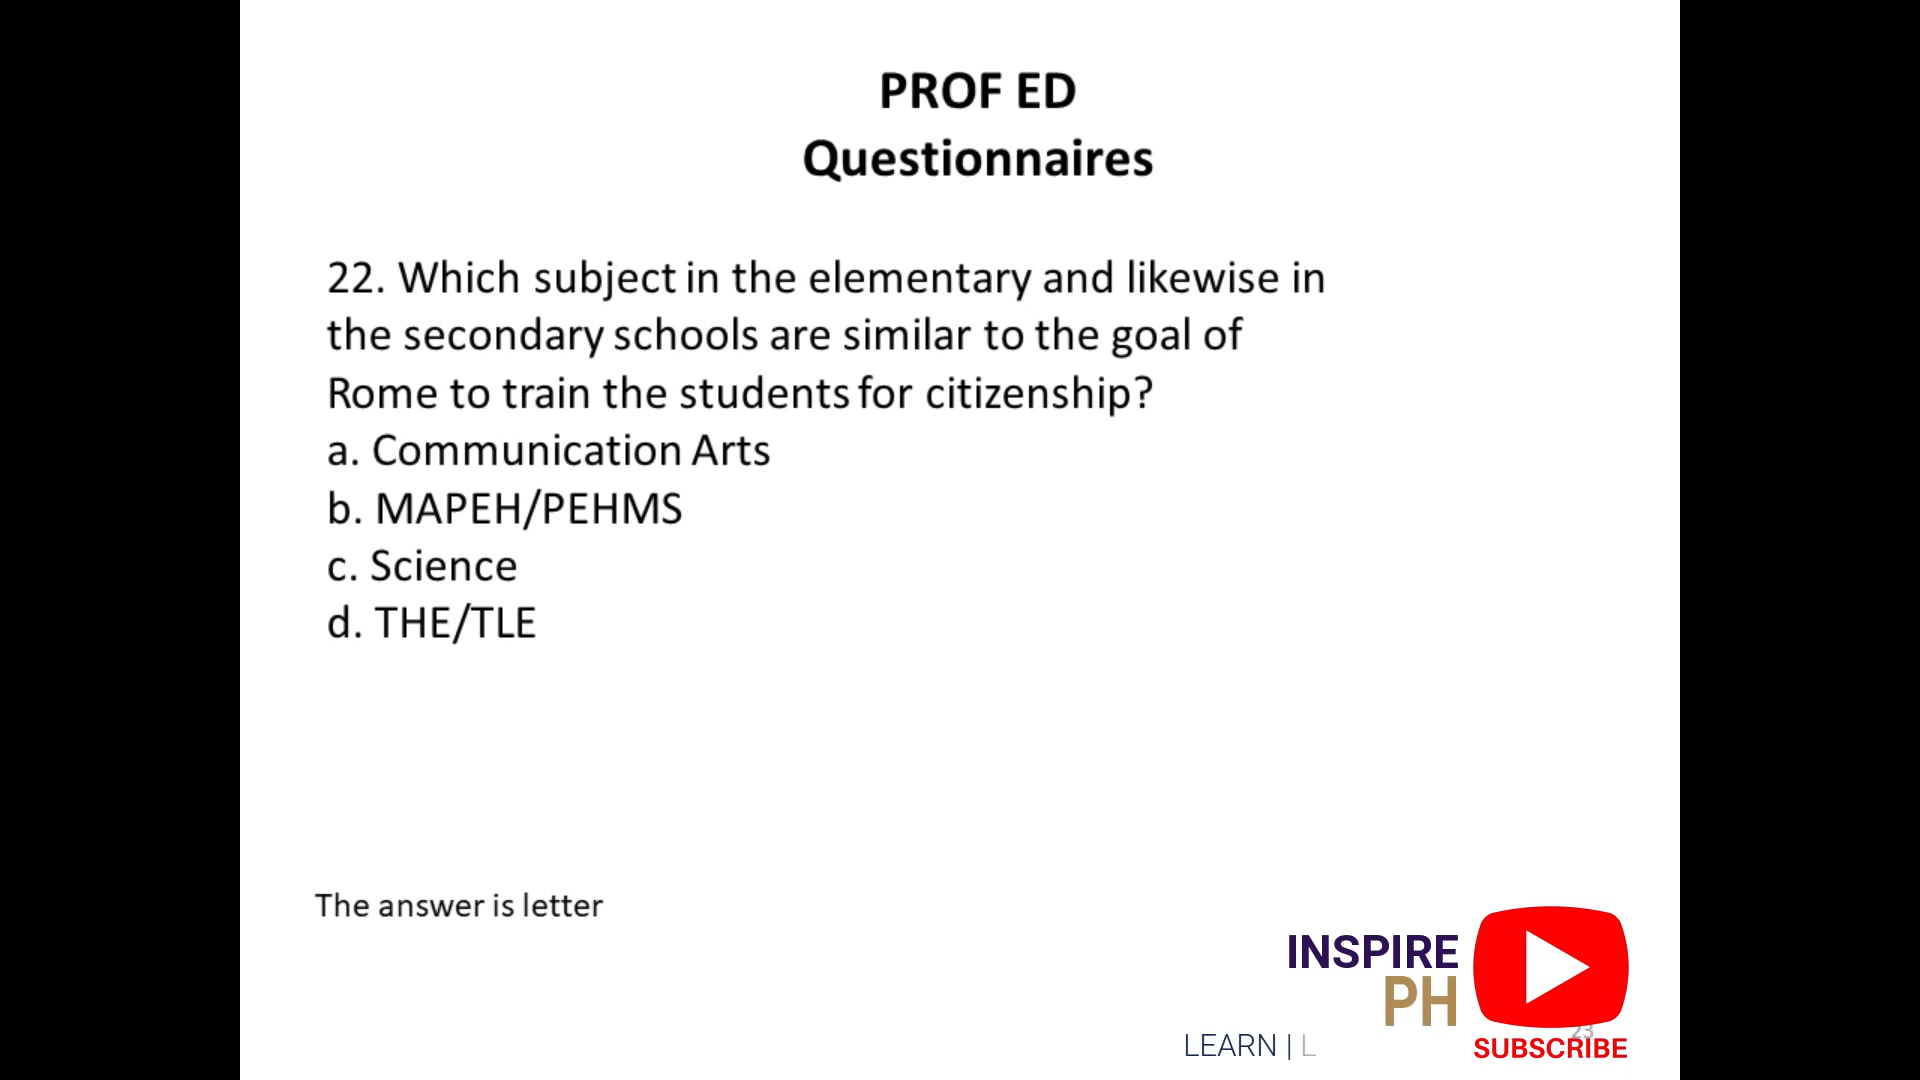 PROF ED
Questionnaires
22. Which subject in the elementary and likewise in
the secondary schools are similar to the goal of
Rome to train the students for citizenship?
a. Communication Arts
b. MAPEH/PEHMS
c. Science
d. THE/TLE
The answer is letter
INSPIRE
PH
LEARN | L
23
SUBSCRIBE